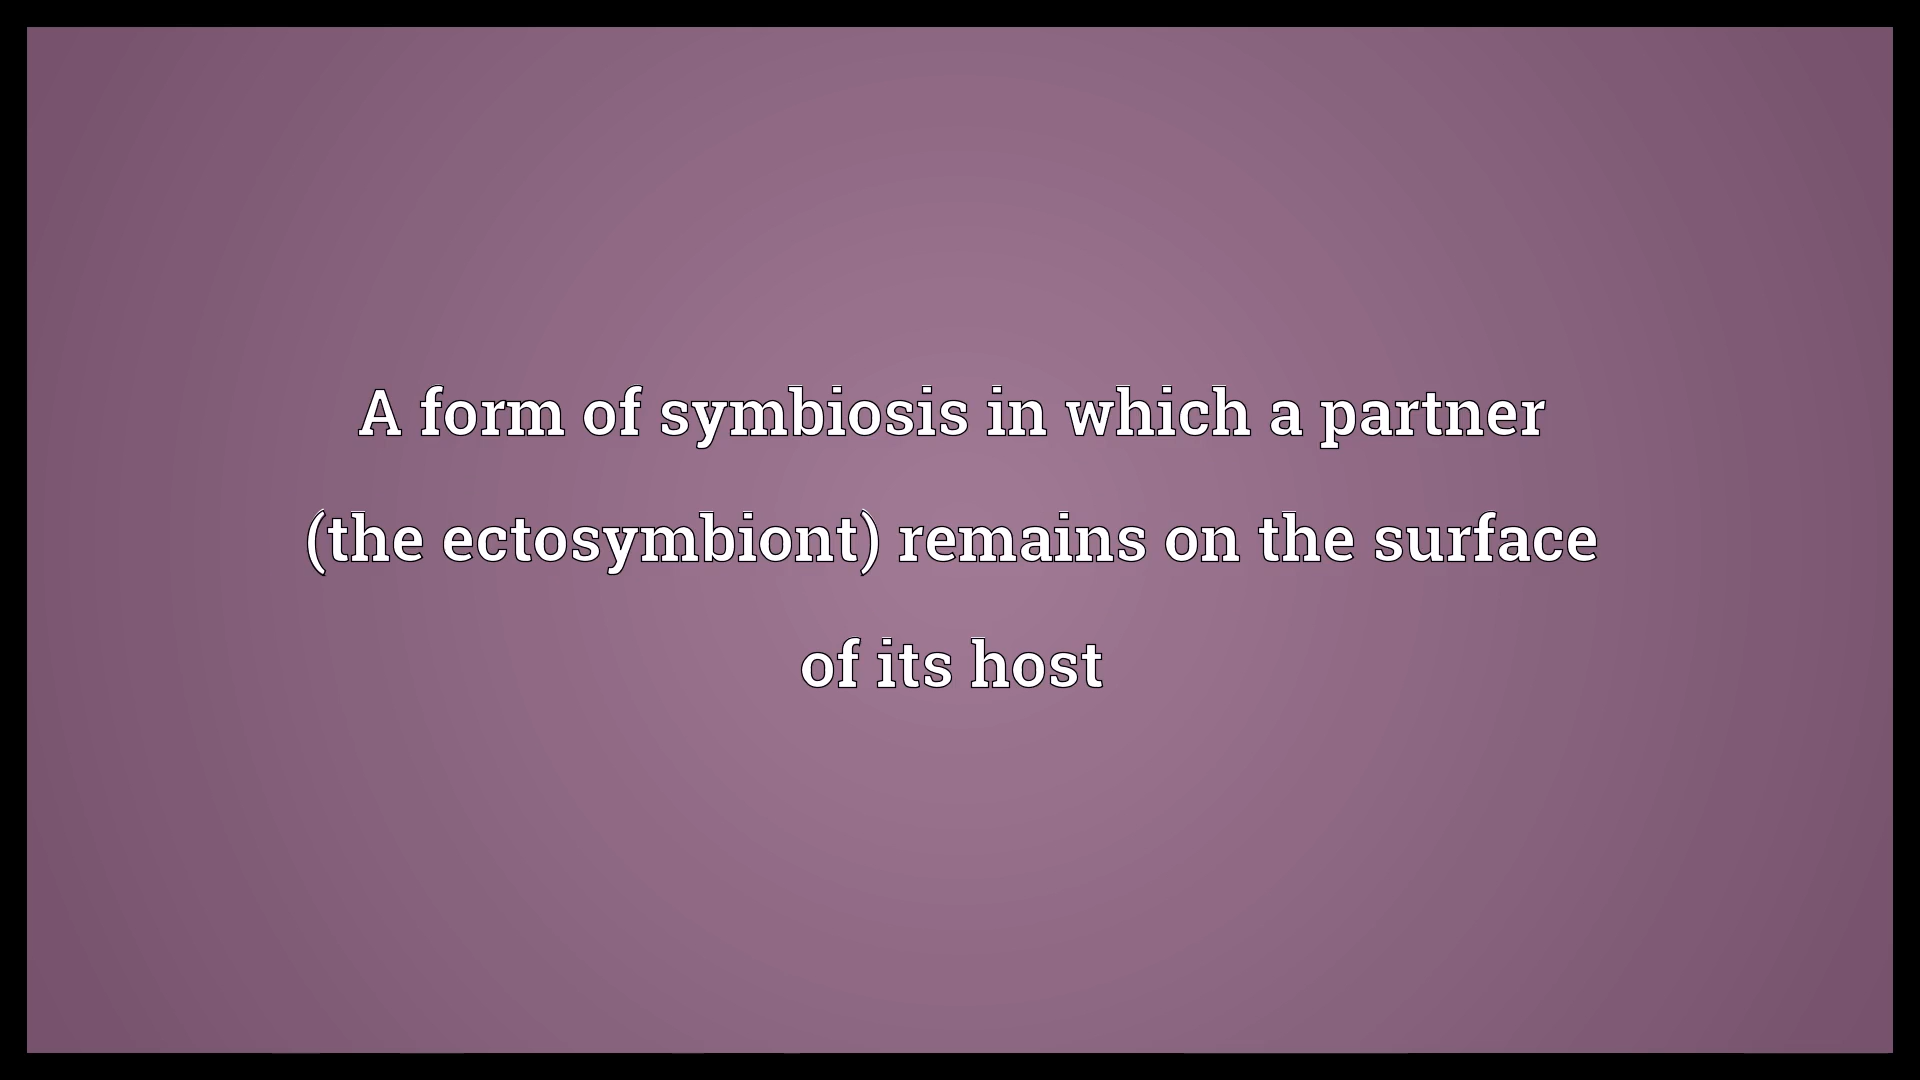 A form of symbiosis in which a partner
(the ectosymbiont) remains on the surface
of its host